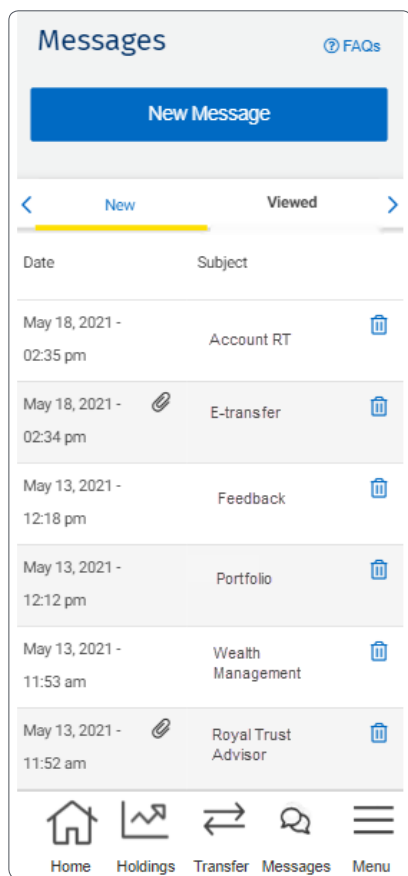 Messages
FAQs
New Message
New
Viewed
Date
Subject
May 18, 2021 -
02:35 pm
Account RT
May 18, 2021 -
02:34 pm
E-transfer
May 13, 2021 -
12:18 pm
Feedback
May 13, 2021 -
12:12 pm
Portfolio
May 13, 2021 -
11:53 am
Wealth
Management
May 13, 2021 -
11:52 am
Royal Trust
Advisor
Home
Holdings
Transfer
Messages
Menu